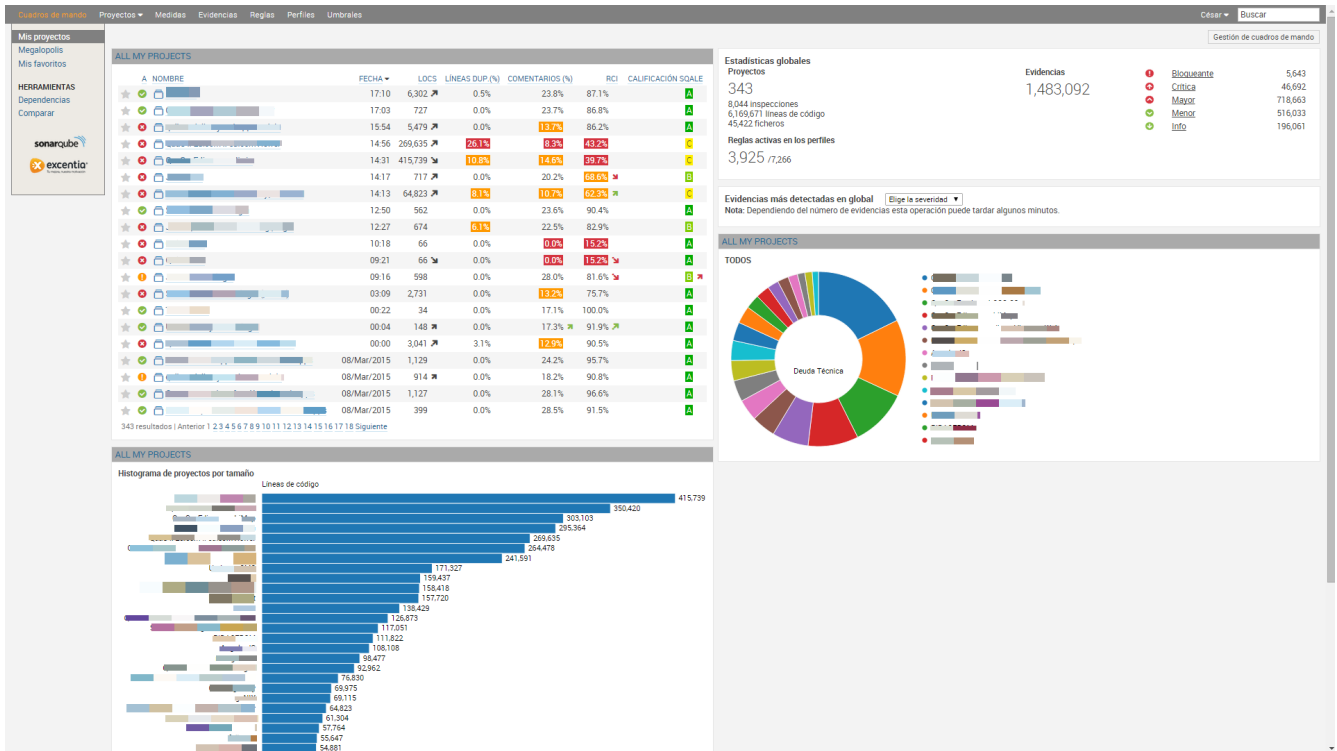 Cuadros de mando Proyectos Medidas Evidencias Reglas Perfiles Umbrales César Buscar
Gestión de cuadros de mando
Mis proyectos
Megalopolis
Mis favoritos
HERRAMIENTAS
Dependencias
Comparar
sonarqube
excentia
ALL MY PROJECTS
A NOMBRE FECHA LOCS LÍNEAS DUP.(%) COMENTARIOS (%) RCI CALIFICACIÓN SQALE
17:10 6,302 0.5% 23.8% 87.1% A
17:03 727 0.0% 23.7% 86.8% A
15:54 5,479 0.0% 13.7% 86.2% A
14:56 269,635 26.1% 8.3% 43.2% C
14:31 415,739 10.8% 14.6% 39.7% C
14:17 717 0.0% 20.2% 68.6% B
14:13 64,823 8.1% 10.7% 62.3% C
12:50 562 0.0% 23.6% 90.4% A
12:27 674 6.1% 22.5% 82.9% B
10:18 66 0.0% 0.0% 15.2% A
09:21 66 0.0% 0.0% 15.2% A
09:16 598 0.0% 28.0% 81.6% B
03:09 2,731 0.0% 13.2% 75.7% A
00:22 34 0.0% 17.1% 100.0% A
00:04 148 0.0% 17.3% 91.9% A
00:00 3,041 3.1% 12.9% 90.5% A
08/Mar/2015 1,129 0.0% 24.2% 95.7% A
08/Mar/2015 914 0.0% 18.2% 90.8% A
08/Mar/2015 1,127 0.0% 28.1% 96.6% A
08/Mar/2015 399 0.0% 28.5% 91.5% A
343 resultados | Anterior 1 2 3 4 5 6 7 8 9 10 11 12 13 14 15 16 17 18 Siguiente
ALL MY PROJECTS
Histograma de proyectos por tamaño
Líneas de código
415,739
350,420
303,103
295,364
269,635
264,478
241,591
171,327
159,437
158,418
157,720
138,429
126,873
117,051
111,822
108,108
98,477
92,962
76,830
69,975
69,115
64,823
61,304
57,764
55,647
54,881
Estadísticas globales
Proyectos
343
8,044 inspecciones
6,169,671 líneas de código
45,422 ficheros
Reglas activas en los perfiles
3,925 /7,266
Evidencias
1,483,092
Bloqueante 5,643
Crítica 46,692
Mayor 718,663
Menor 516,033
Info 196,061
Evidencias más detectadas en global Elige la severidad
Nota: Dependiendo del número de evidencias esta operación puede tardar algunos minutos.
ALL MY PROJECTS
TODOS
Deuda Técnica